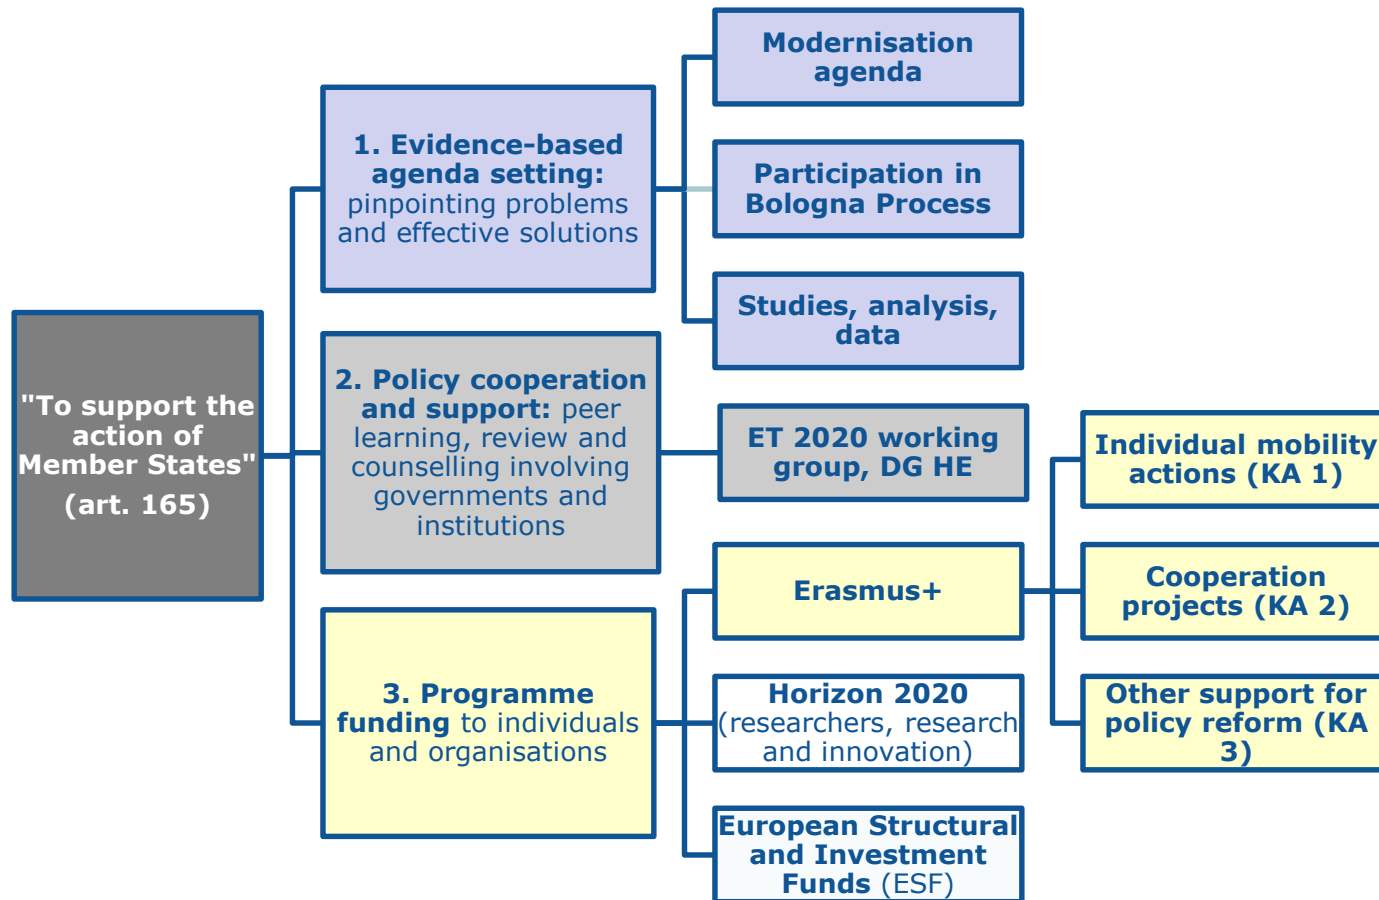 "To support the
action of
Member States"
(art. 165)
1. Evidence-based
agenda setting:
pinpointing problems
and effective solutions
Modernisation
agenda
Participation in
Bologna Process
Studies, analysis,
data
2. Policy cooperation
and support: peer
learning, review and
counselling involving
governments and
institutions
ET 2020 working
group, DG HE
3. Programme
funding to individuals
and organisations
Erasmus+
Individual mobility
actions (KA 1)
Cooperation
projects (KA 2)
Other support for
policy reform (KA
3)
Horizon 2020
(researchers, research
and innovation)
European Structural
and Investment
Funds (ESF)